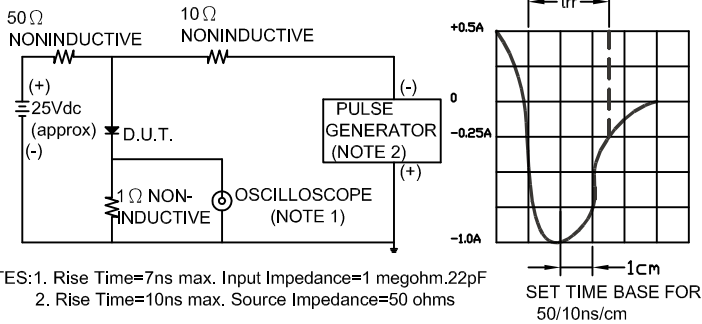 50Ω
NONINDUCTIVE
10Ω
NONINDUCTIVE
(+)
25Vdc
(approx)
(-)
D.U.T.
1Ω NON-
INDUCTIVE
OSCILLOSCOPE
(NOTE 1)
(-)
PULSE
GENERATOR
(NOTE 2)
(+)
trr
+0.5A
0
-0.25A
-1.0A
1cm
SET TIME BASE FOR
50/10ns/cm
TES:1. Rise Time=7ns max. Input Impedance=1 megohm.22pF
2. Rise Time=10ns max. Source Impedance=50 ohms